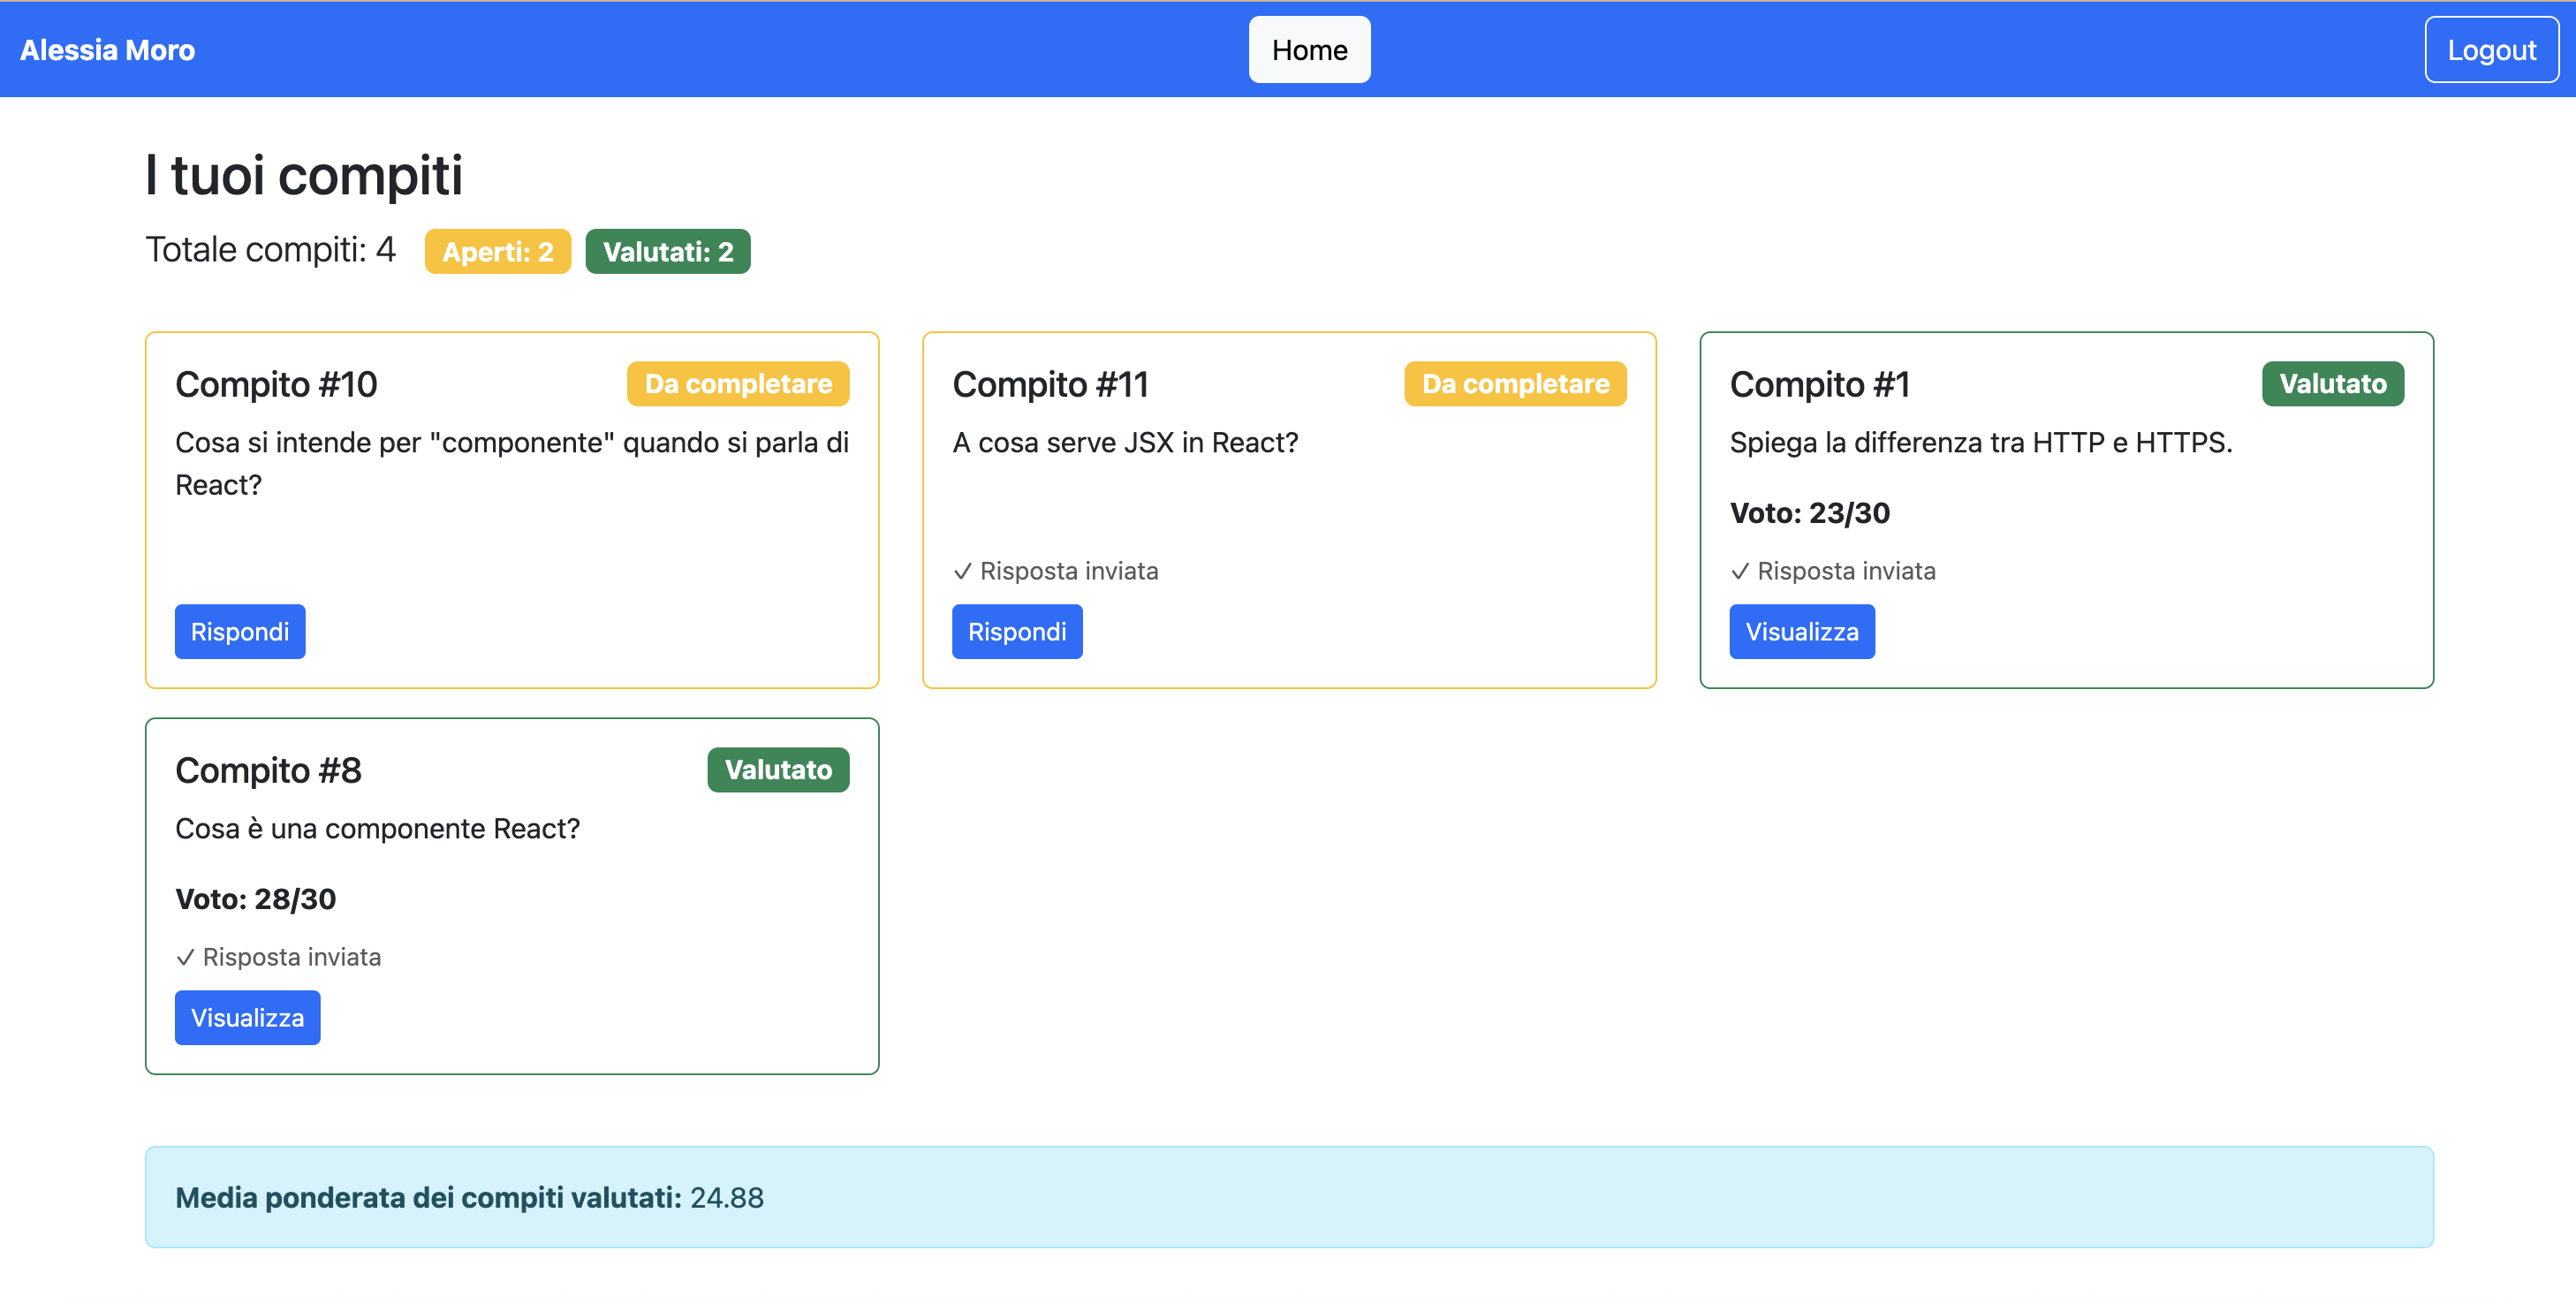 Alessia Moro
Home
Logout
I tuoi compiti
Totale compiti: 4 Aperti: 2 Valutati: 2
Compito #10 Da completare
Cosa si intende per "componente" quando si parla di
React?
Rispondi
Compito #11 Da completare
A cosa serve JSX in React?
✓ Risposta inviata
Rispondi
Compito #1 Valutato
Spiega la differenza tra HTTP e HTTPS.
Voto: 23/30
✓ Risposta inviata
Visualizza
Compito #8 Valutato
Cosa è una componente React?
Voto: 28/30
✓ Risposta inviata
Visualizza
Media ponderata dei compiti valutati: 24.88